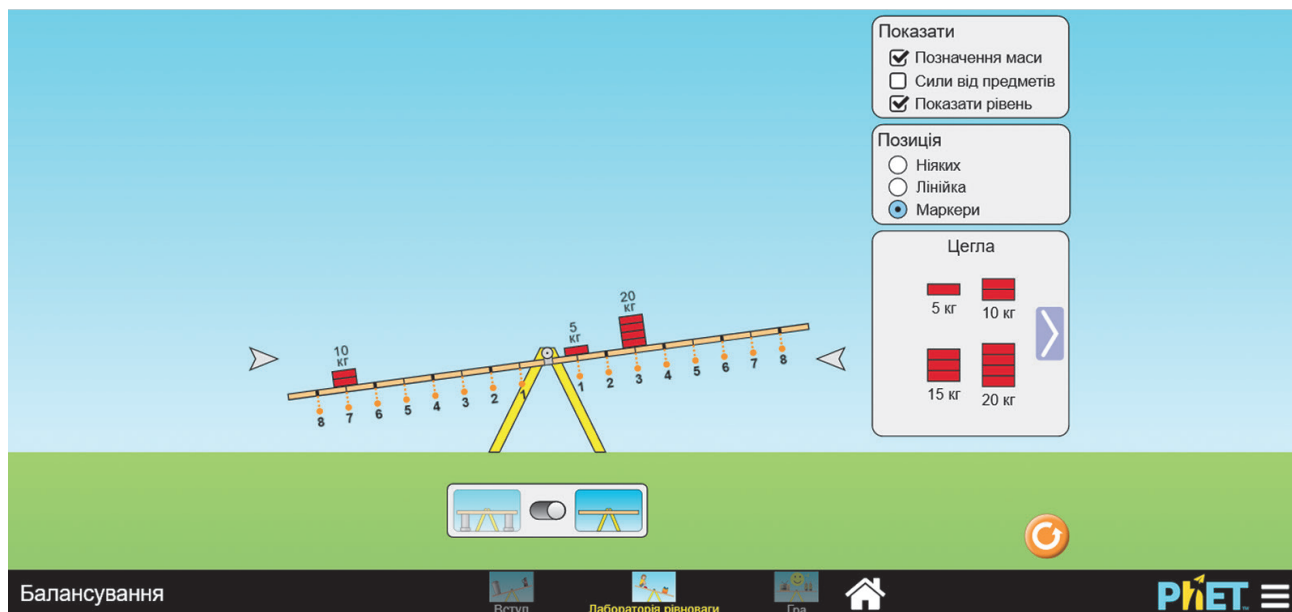 Показати
Позначення маси
Сили від предметів
Показати рівень
Позиція
Ніяких
Лінійка
Маркери
Цегла
5 кг
10 кг
15 кг
20 кг
10
кг
5
кг
20
кг
8 7 6 5 4 3 2 1 1 2 3 4 5 6 7 8
Балансування
Вступ
Лабораторія рівноваги
Гра
PhET